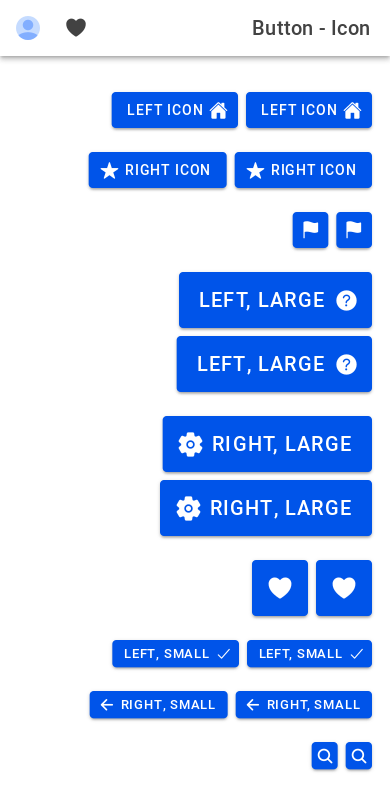 Button - Icon
LEFT ICON LEFT ICON
RIGHT ICON RIGHT ICON
LEFT, LARGE
LEFT, LARGE
RIGHT, LARGE
RIGHT, LARGE
LEFT, SMALL LEFT, SMALL
RIGHT, SMALL RIGHT, SMALL